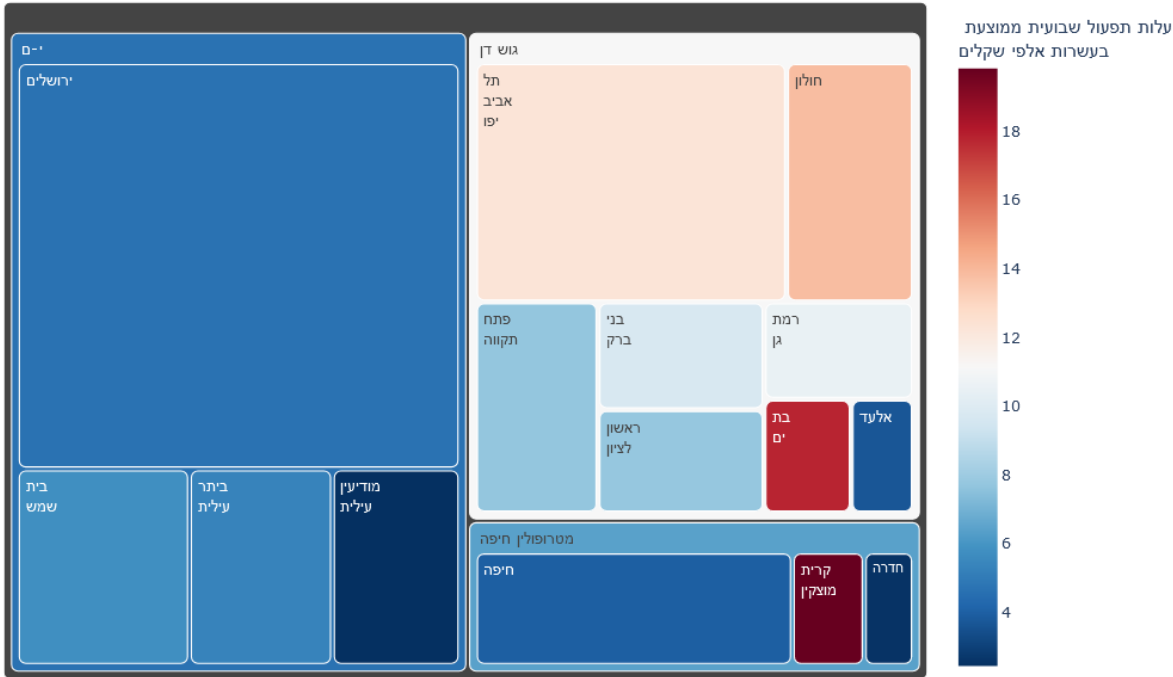 עלות תפעול שבועית ממוצעת
בעשרות אלפי שקלים
י-ם
ירושלים
בית
שמש
ביתר
עילית
מודיעין
עילית
גוש דן
תל
אביב
יפו
חולון
פתח
תקווה
בני
ברק
רמת
גן
ראשון
לציון
בת
ים
אלעד
מטרופולין חיפה
חיפה
קרית
מוצקין
חדרה
18
16
14
12
10
8
6
4